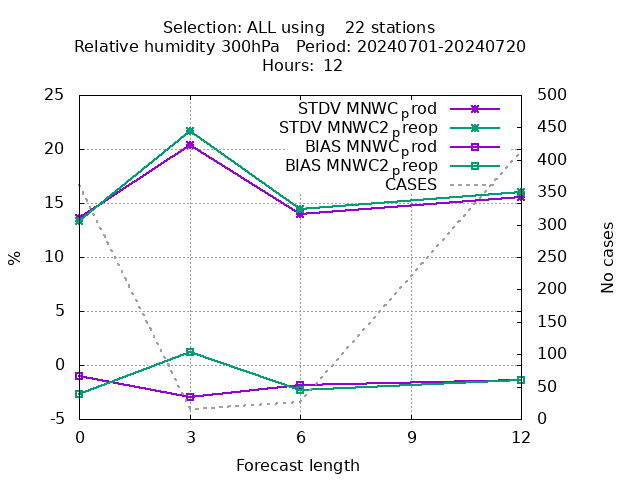 Selection: ALL using    22 stations
Relative humidity 300hPa   Period: 20240701-20240720
Hours: 12
STDV MNWC_prod
STDV MNWC2_preop
BIAS MNWC_prod
BIAS MNWC2_preop
CASES
25
20
15
10
5
0
-5
%
500
450
400
350
300
250
200
150
100
50
0
No cases
0 3 6 9 12
Forecast length